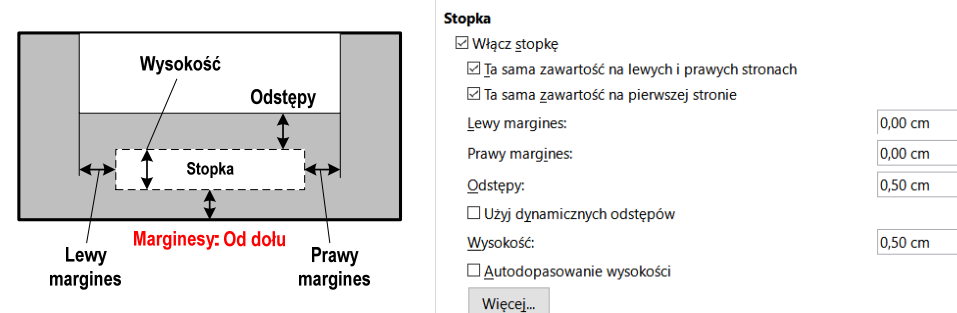 Wysokość
Odstępy
Stopka
Marginesy: Od dołu
Lewy
margines
Prawy
margines
Stopka
Włącz stopkę
Ta sama zawartość na lewych i prawych stronach
Ta sama zawartość na pierwszej stronie
Lewy margines: 0,00 cm
Prawy margines: 0,00 cm
Odstępy: 0,50 cm
Użyj dynamicznych odstępów
Wysokość: 0,50 cm
Autodopasowanie wysokości
Więcej...